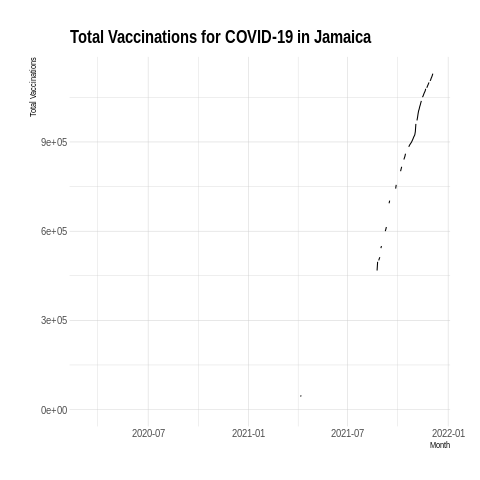 Total Vaccinations for COVID-19 in Jamaica
Total Vaccinations
9e+05
6e+05
3e+05
0e+00
2020-07 2021-01 2021-07 2022-01
Month